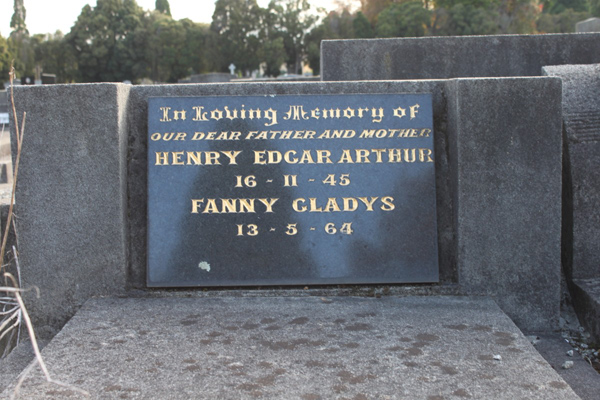 In Loving Memory of
OUR DEAR FATHER AND MOTHER
HENRY EDGAR ARTHUR
16 - 11 - 45
FANNY GLADYS
13 - 5 - 64